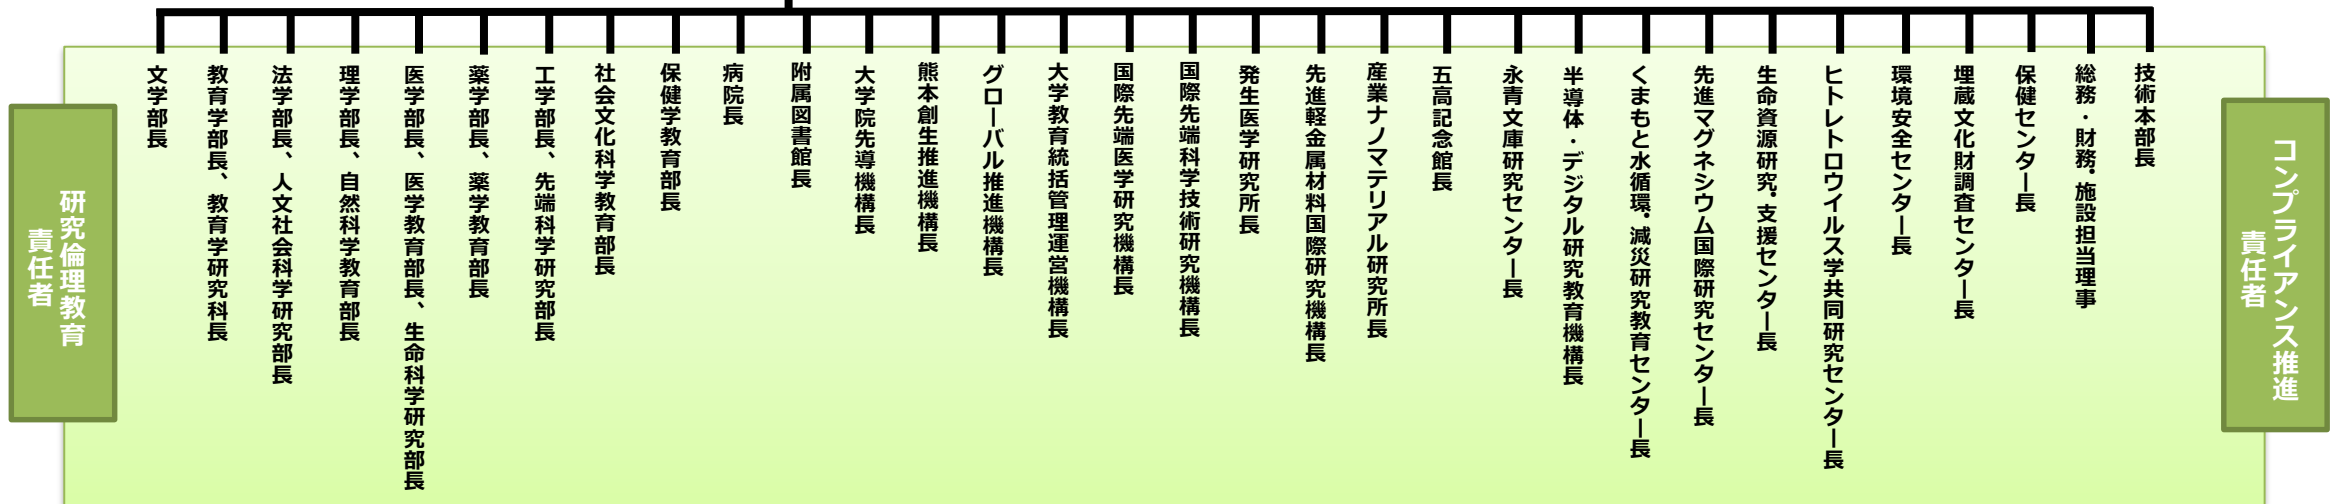 文学部長
教育学部長、教育学研究科長
法学部長、人文社会科学研究部長
理学部長、自然科学教育部長
医学部長、医学教育部長、生命科学研究部長
薬学部長、薬学教育部長
工学部長、先端科学研究部長
社会文化科学教育部長
保健学教育部長
病院長
附属図書館長
大学院先導機構長
熊本創生推進機構長
グローバル推進機構長
大学教育統括管理運営機構長
国際先端医学研究機構長
国際先端科学技術研究機構長
発生医学研究所長
先進軽金属材料国際研究機構長
産業ナノマテリアル研究所長
五高記念館長
永青文庫研究センター長
半導体・デジタル研究教育機構長
くまもと水循環・減災研究教育センター長
先進マグネシウム国際研究センター長
生命資源研究・支援センター長
ヒトレトロウイルス学共同研究センター長
環境安全センター長
埋蔵文化財調査センター長
保健センター長
総務・財務・施設担当理事
技術本部長
研究倫理教育
責任者
コンプライアンス推進
責任者